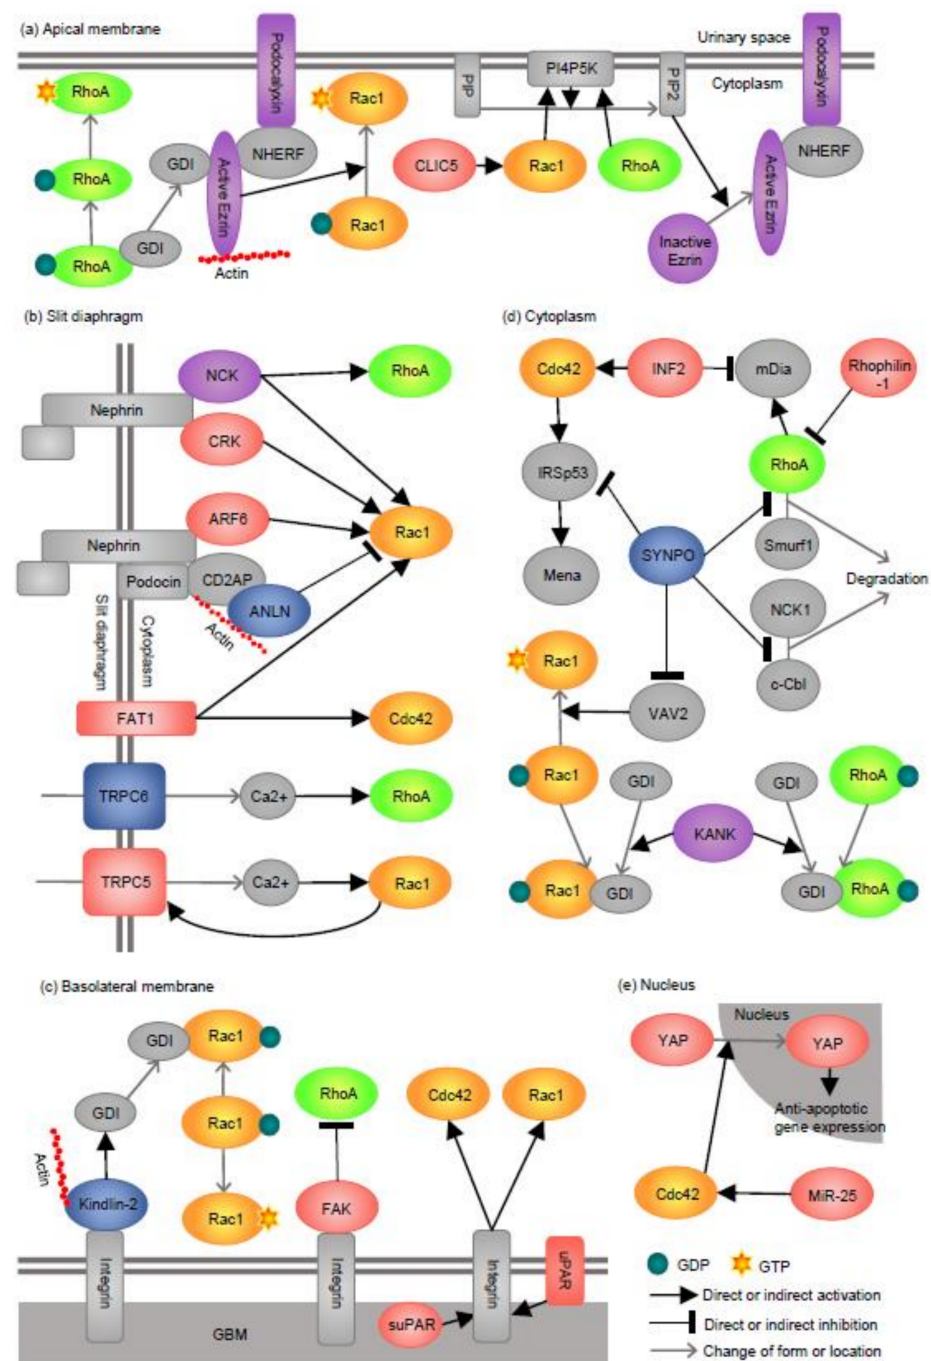 (a) Apical membrane
Urinary space
Cytoplasm
Podocalyxin
Podocalyxin
RhoA
Rac1
PIP
PI4P5K
PIP2
GDI
NHERF
NHERF
RhoA
Active Ezrin
CLIC5
Rac1
RhoA
Active Ezrin
Rac1
GDI
RhoA
Inactive
Ezrin
Actin
(b) Slit diaphragm
NCK
RhoA
Nephrin
CRK
ARF6
Rac1
Nephrin
Podocin
CD2AP
ANLN
Actin
Slit diaphragm
Cytoplasm
FAT1
Cdc42
TRPC6
Ca2+
RhoA
TRPC5
Ca2+
Rac1
(d) Cytoplasm
Cdc42
INF2
mDia
Rhophilin
-1
RhoA
IRSp53
SYNPO
Smurf1
Mena
Degradation
NCK1
Rac1
c-Cbl
VAV2
Rac1
GDI
GDI
RhoA
KANK
Rac1
GDI
GDI
RhoA
(c) Basolateral membrane
GDI
Rac1
RhoA
Cdc42
Rac1
GDI
Rac1
Actin
Kindlin-2
Rac1
FAK
Integrin
Integrin
Integrin
uPAR
suPAR
GBM
(e) Nucleus
Nucleus
YAP
YAP
Anti-apoptotic
gene expression
Cdc42
MiR-25
GDP
GTP
Direct or indirect activation
Direct or indirect inhibition
Change of form or location